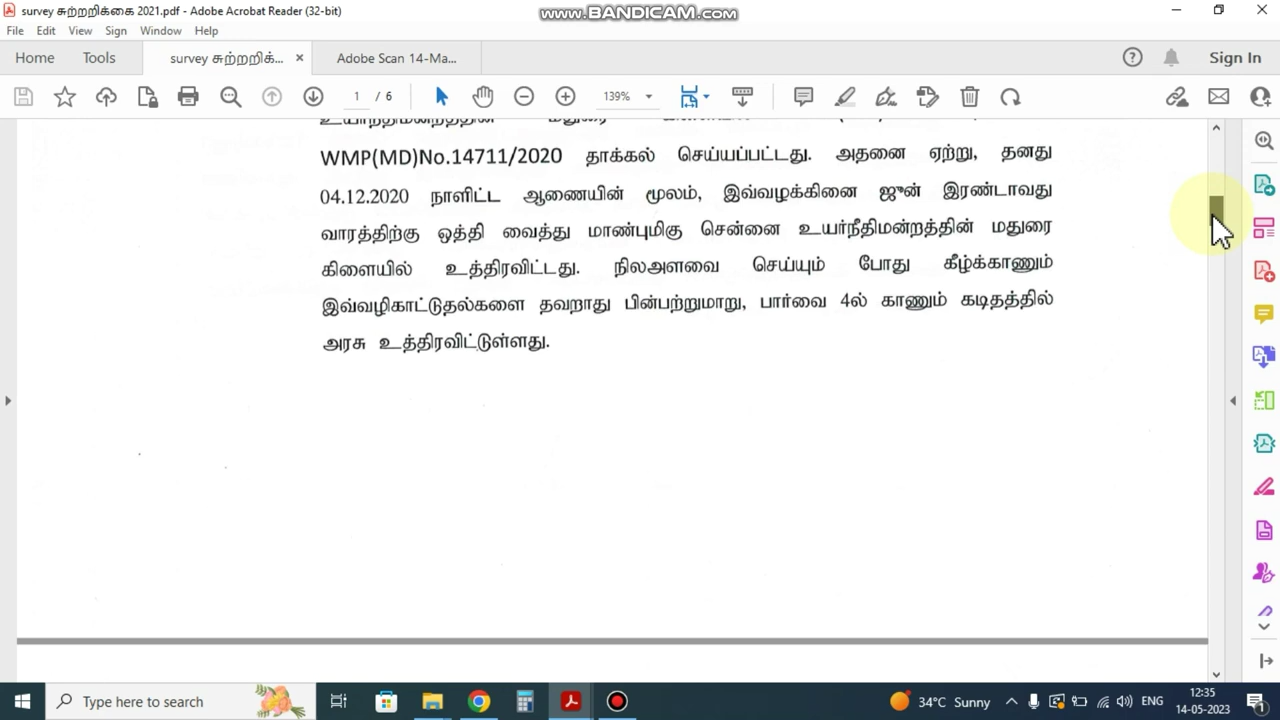 survey சுற்றறிக்கை 2021.pdf - Adobe Acrobat Reader (32-bit)
www.BANDICAM.com
File Edit View Sign Window Help
Home Tools survey சுற்றறிக்... × Adobe Scan 14-Ma... Sign In
1 / 6 139%
WMP(MD)No.14711/2020 தாக்கல் செய்யப்பட்டது. அதனை ஏற்று, தனது
04.12.2020 நாளிட்ட ஆணையின் மூலம், இவ்வழக்கினை ஜுன் இரண்டாவது
வாரத்திற்கு ஒத்தி வைத்து மாண்புமிகு சென்னை உயர்நீதிமன்றத்தின் மதுரை
கிளையில் உத்திரவிட்டது. நிலஅளவை செய்யும் போது கீழ்க்காணும்
இவ்வழிகாட்டுதல்களை தவறாது பின்பற்றுமாறு, பார்வை 4ல் காணும் கடிதத்தில்
அரசு உத்திரவிட்டுள்ளது.
Type here to search
34°C Sunny
ENG
12:35
14-05-2023
1